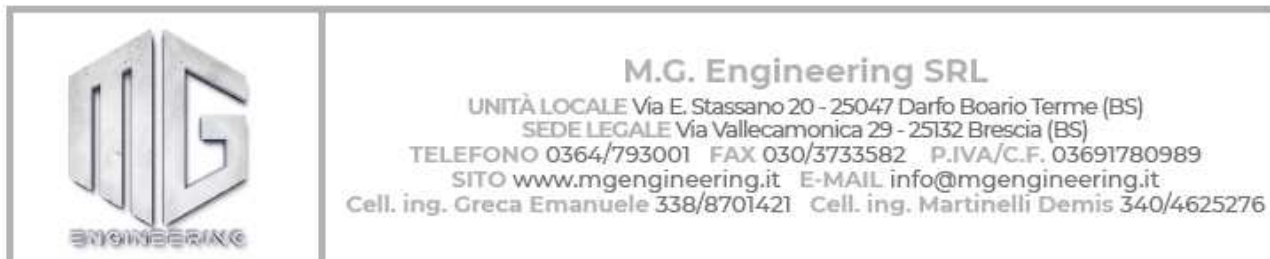 MG
ENGINEERING
M.G. Engineering SRL
UNITÀ LOCALE Via E. Stassano 20 - 25047 Darfo Boario Terme (BS)
SEDE LEGALE Via Vallecamonica 29 - 25132 Brescia (BS)
TELEFONO 0364/793001 FAX 030/3733582 P.IVA/C.F. 03691780989
SITO www.mgengineering.it E-MAIL info@mgengineering.it
Cell. ing. Greca Emanuele 338/8701421 Cell. ing. Martinelli Demis 340/4625276